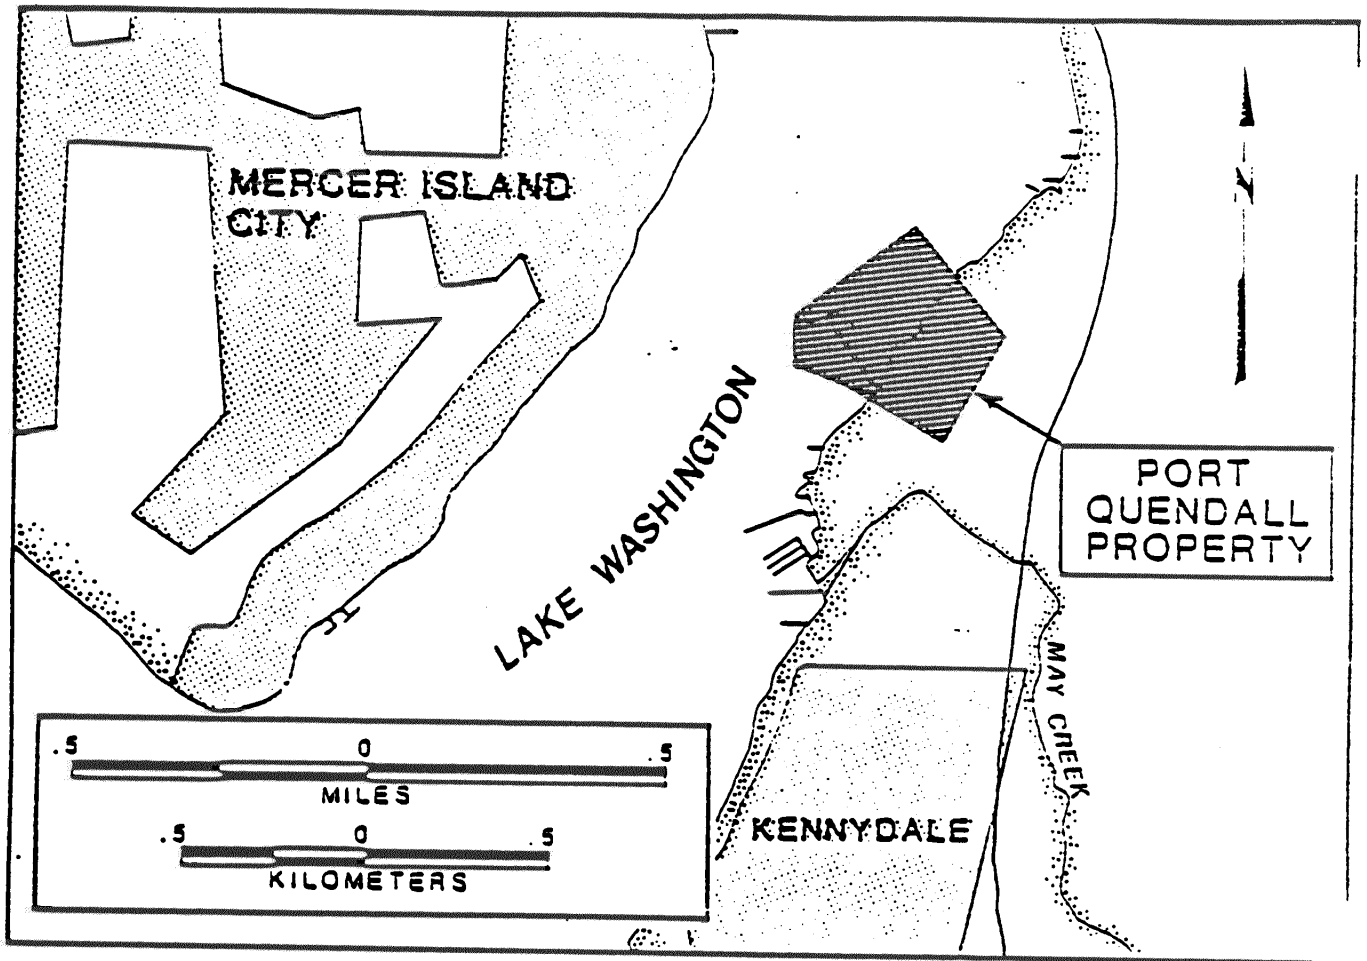 MERCER ISLAND
CITY
N
LAKE WASHINGTON
PORT
QUENDALL
PROPERTY
MAY CREEK
KENNYDALE
.5 0 .5
MILES
.5 0 .5
KILOMETERS